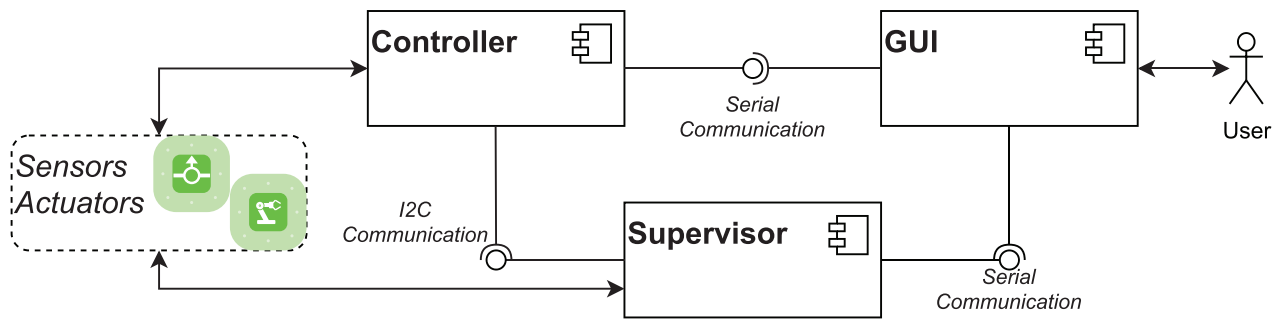 Controller
GUI
Serial
Communication
User
Sensors
Actuators
I2C
Communication
Supervisor
Serial
Communication